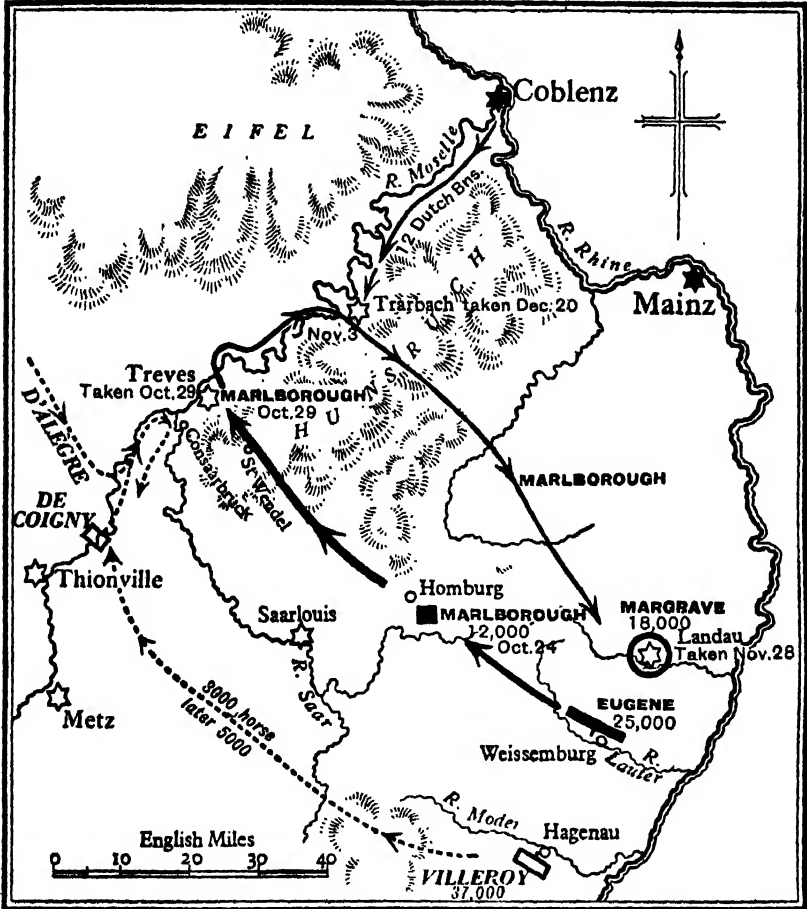 Coblenz
EIFEL
R. Moselle
12 Dutch Bns.
R. Rhine
Mainz
Trarbach taken Dec. 20
Nov. 3
HUNSRUCH
Treves
Taken Oct. 29
MARLBOROUGH
Oct. 29
D'ALEGRE
Consaarbruck
St Wendel
MARLBOROUGH
DE
COIGNY
Thionville
Homburg
Saarlouis
MARLBOROUGH
12,000
Oct. 24
MARGRAVE
18,000
Landau
Taken Nov. 28
R. Saar
Metz
3000 horse
later 5000
EUGENE
25,000
Weissemburg
R.
Lauter
R. Moder
Hagenau
English Miles
0 10 20 30 40
VILLEROY
37,000